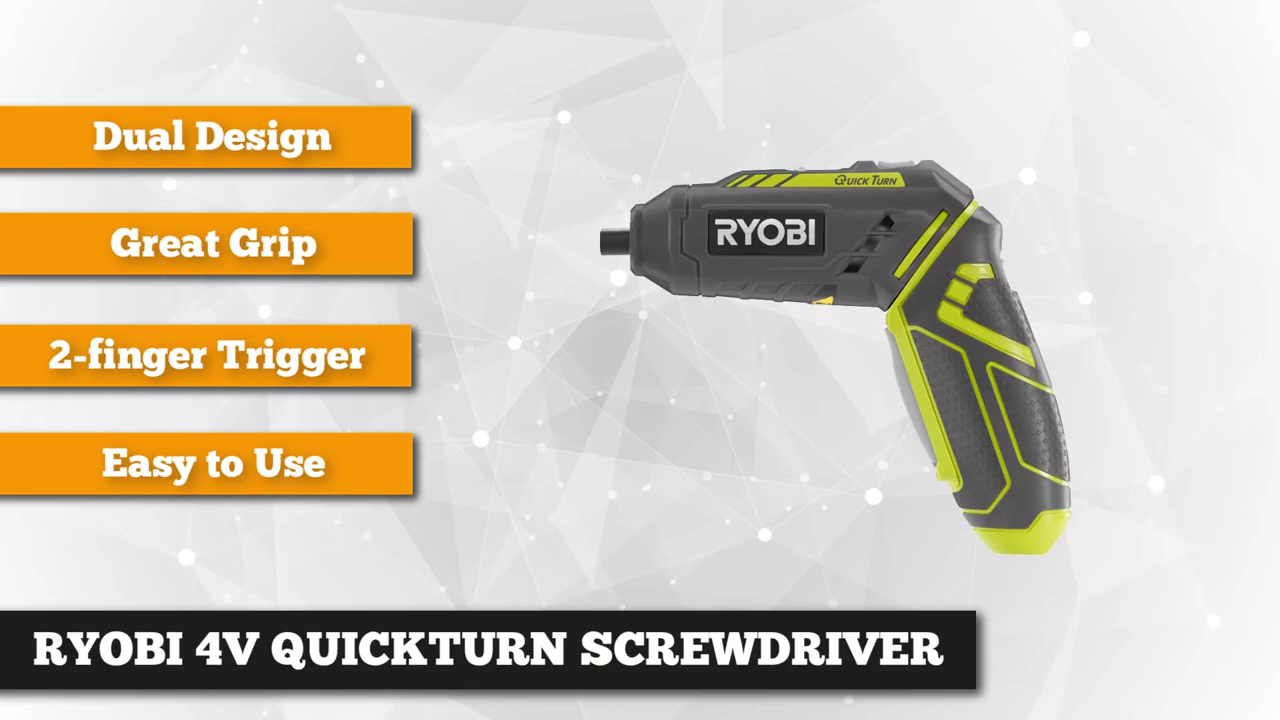 Dual Design
Great Grip
2-finger Trigger
Easy to Use
QUICK TURN
RYOBI
RYOBI 4V QUICKTURN SCREWDRIVER